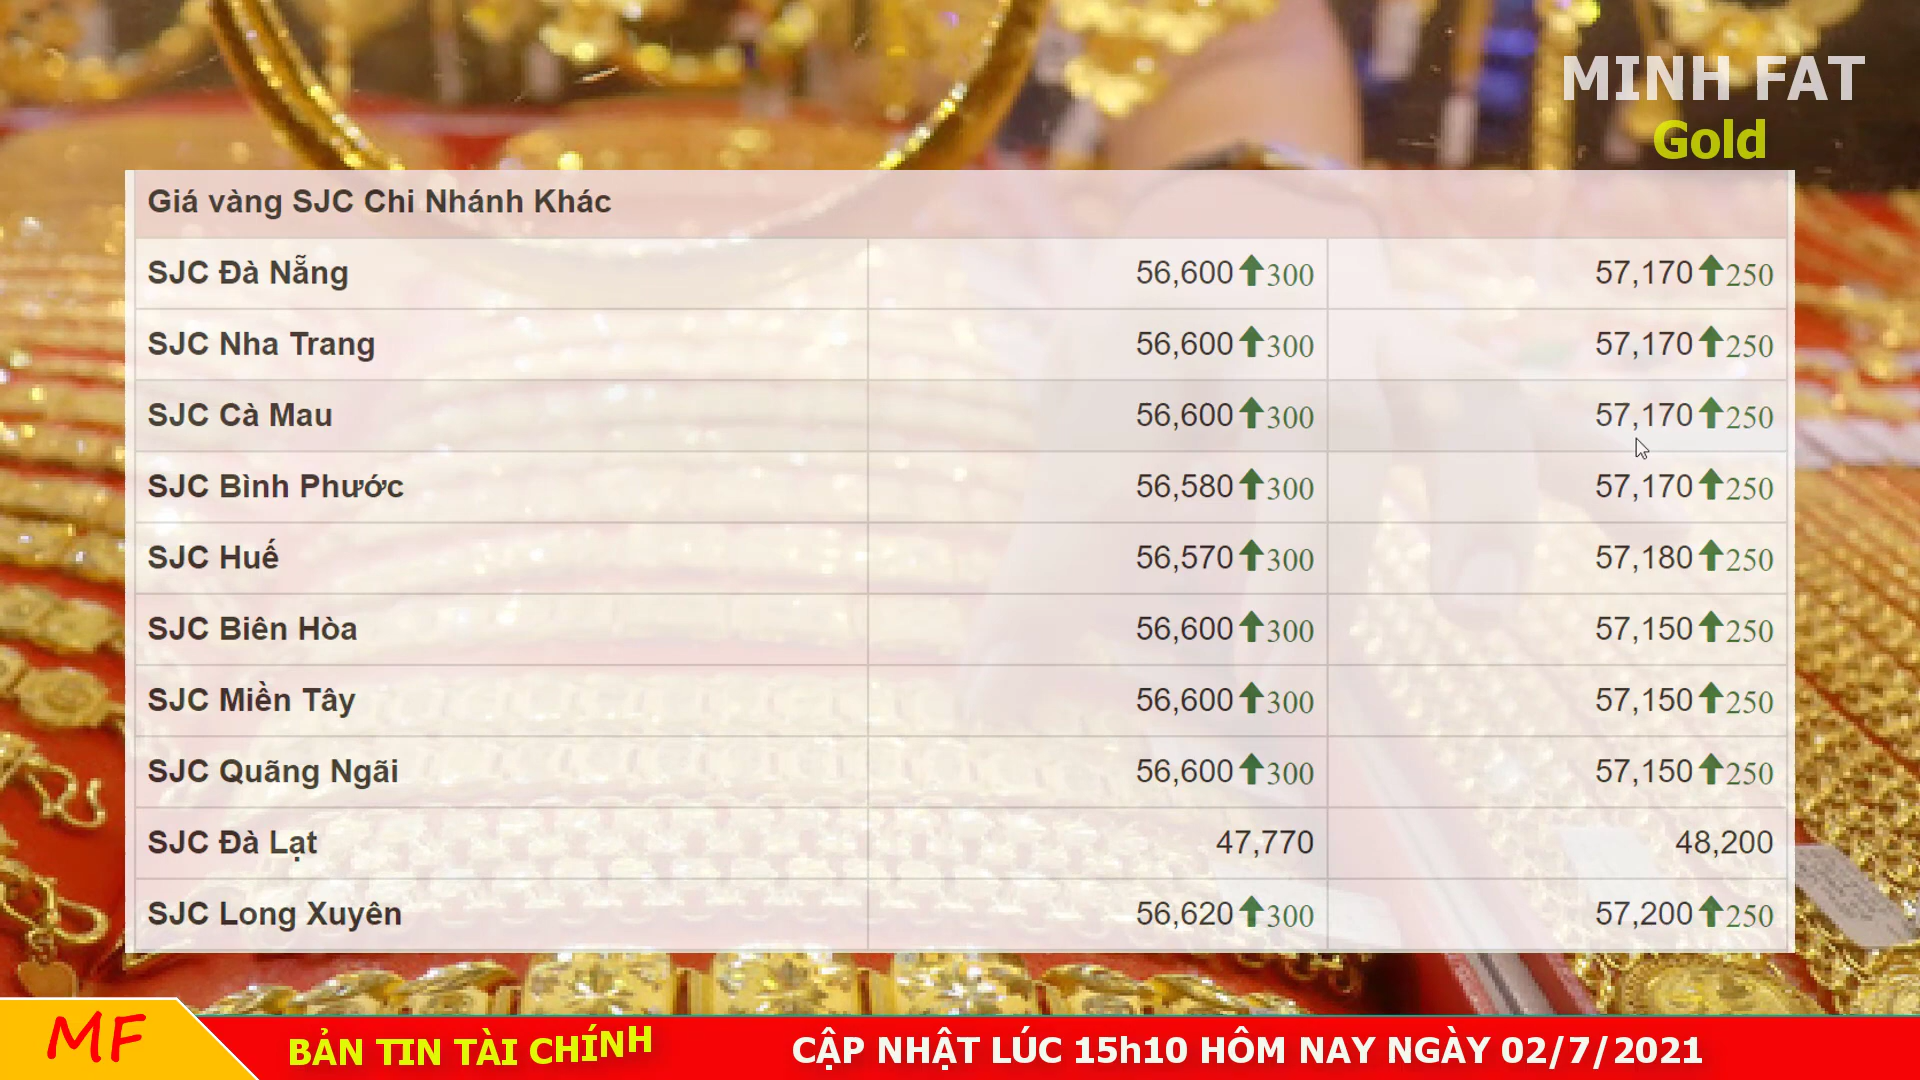 MINH FAT
Gold
Giá vàng SJC Chi Nhánh Khác
SJC Đà Nẵng 56,600 300 57,170 250
SJC Nha Trang 56,600 300 57,170 250
SJC Cà Mau 56,600 300 57,170 250
SJC Bình Phước 56,580 300 57,170 250
SJC Huế 56,570 300 57,180 250
SJC Biên Hòa 56,600 300 57,150 250
SJC Miền Tây 56,600 300 57,150 250
SJC Quãng Ngãi 56,600 300 57,150 250
SJC Đà Lạt 47,770 48,200
SJC Long Xuyên 56,620 300 57,200 250
MF BẢN TIN TÀI CHÍNH CẬP NHẬT LÚC 15h10 HÔM NAY NGÀY 02/7/2021